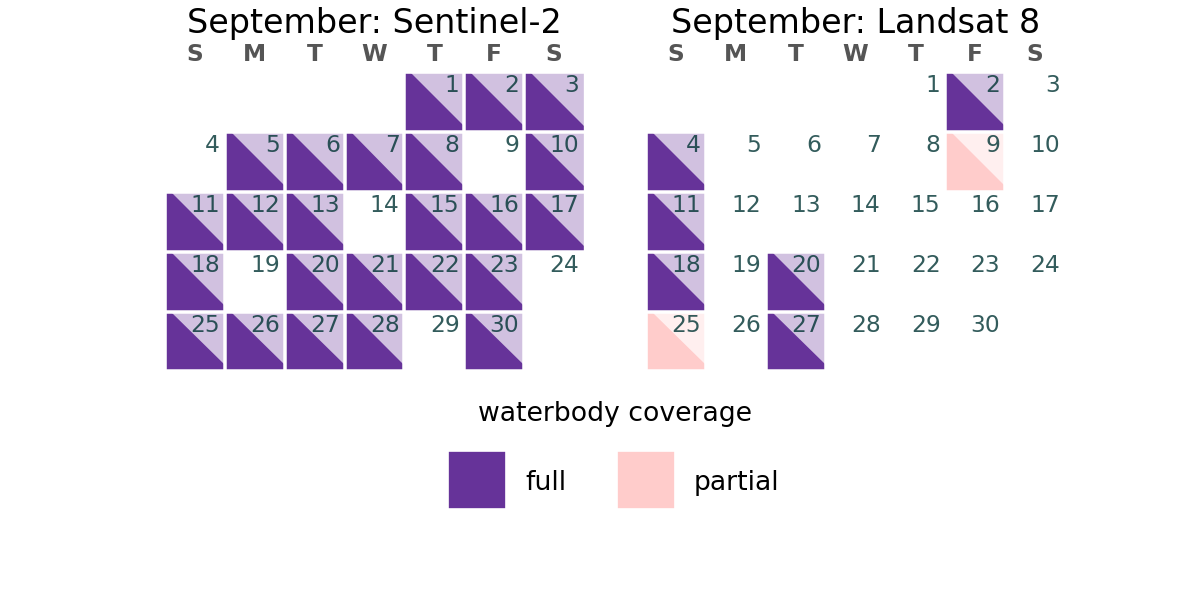 September: Sentinel-2
S M T W T F S
1 2 3
4 5 6 7 8 9 10
11 12 13 14 15 16 17
18 19 20 21 22 23 24
25 26 27 28 29 30
September: Landsat 8
S M T W T F S
1 2 3
4 5 6 7 8 9 10
11 12 13 14 15 16 17
18 19 20 21 22 23 24
25 26 27 28 29 30
waterbody coverage
full partial